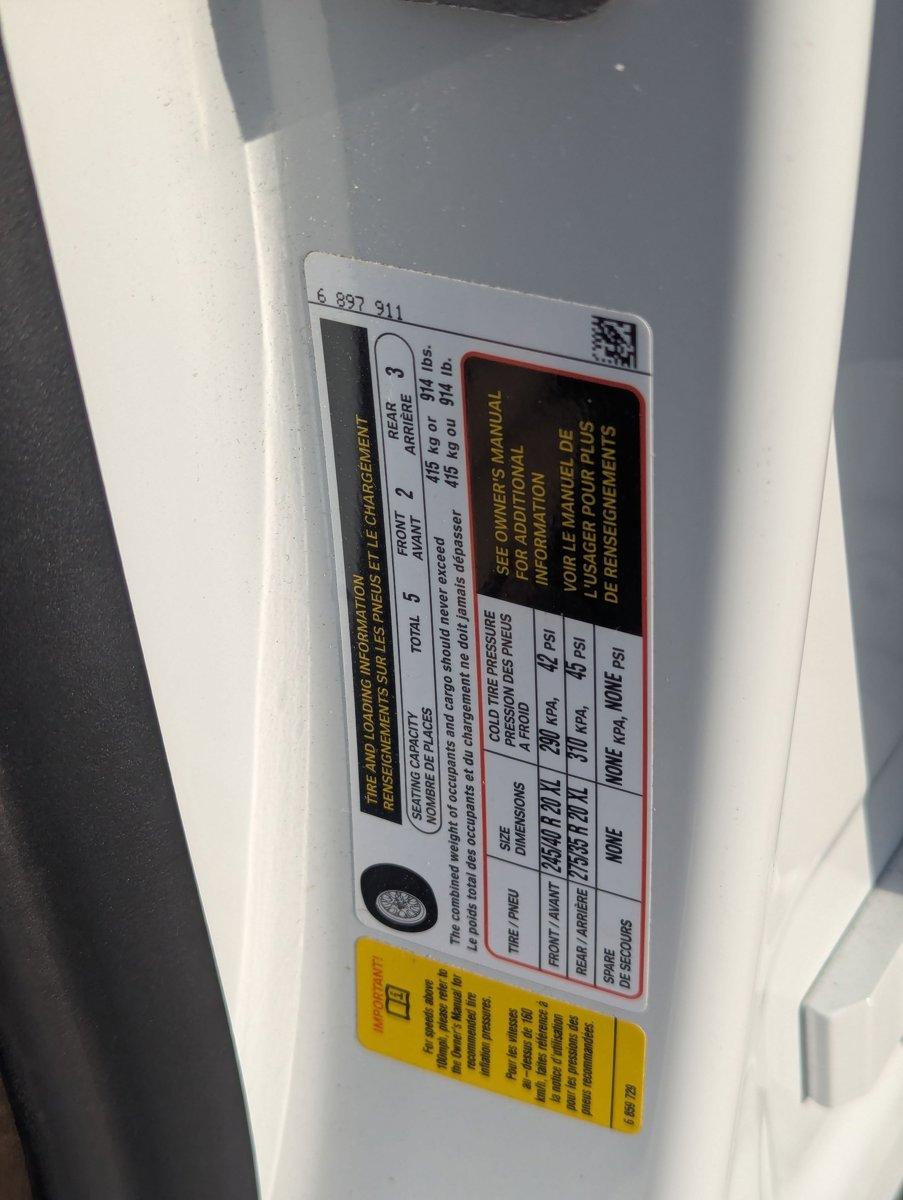 6 897 911
TIRE AND LOADING INFORMATION
RENSEIGNEMENTS SUR LES PNEUS ET LE CHARGEMENT
SEATING CAPACITY
NOMBRE DE PLACES
TOTAL 5
FRONT
AVANT
2
REAR
ARRIÈRE
3
The combined weight of occupants and cargo should never exceed 415 kg or 914 lbs.
Le poids total des occupants et du chargement ne doit jamais dépasser 415 kg ou 914 lb.
TIRE / PNEU
SIZE
DIMENSIONS
COLD TIRE PRESSURE
PRESSION DES PNEUS
A FROID
FRONT / AVANT 245/40 R 20 XL 290 KPA, 42 PSI
REAR / ARRIÈRE 275/35 R 20 XL 310 KPA, 45 PSI
SPARE
DE SECOURS
NONE
NONE KPA, NONE PSI
SEE OWNER'S MANUAL
FOR ADDITIONAL
INFORMATION
VOIR LE MANUEL DE
L'USAGER POUR PLUS
DE RENSEIGNEMENTS
IMPORTANT!
For speeds above
100mph, please refer to
the Owner's Manual for
recommended tire
inflation pressures.
Pour les vitesses
au-dessus de 160
km/h, faites référence à
la notice d'utilisation
pour les pressions des
pneus recommandées.
6 859 729